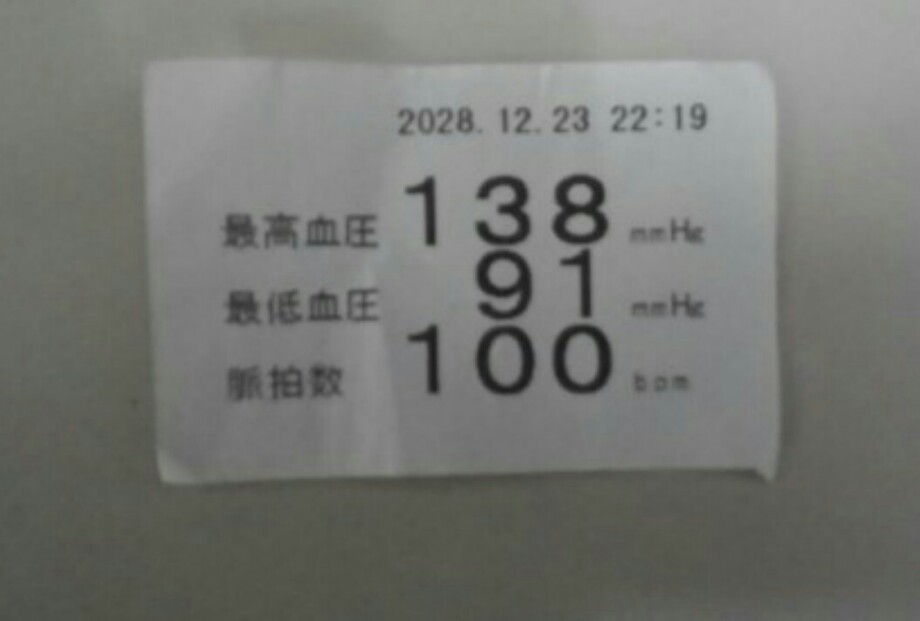 2028.12.23 22:19
最高血圧 138 mmHg
最低血圧 91 mmHg
脈拍数 100 bpm